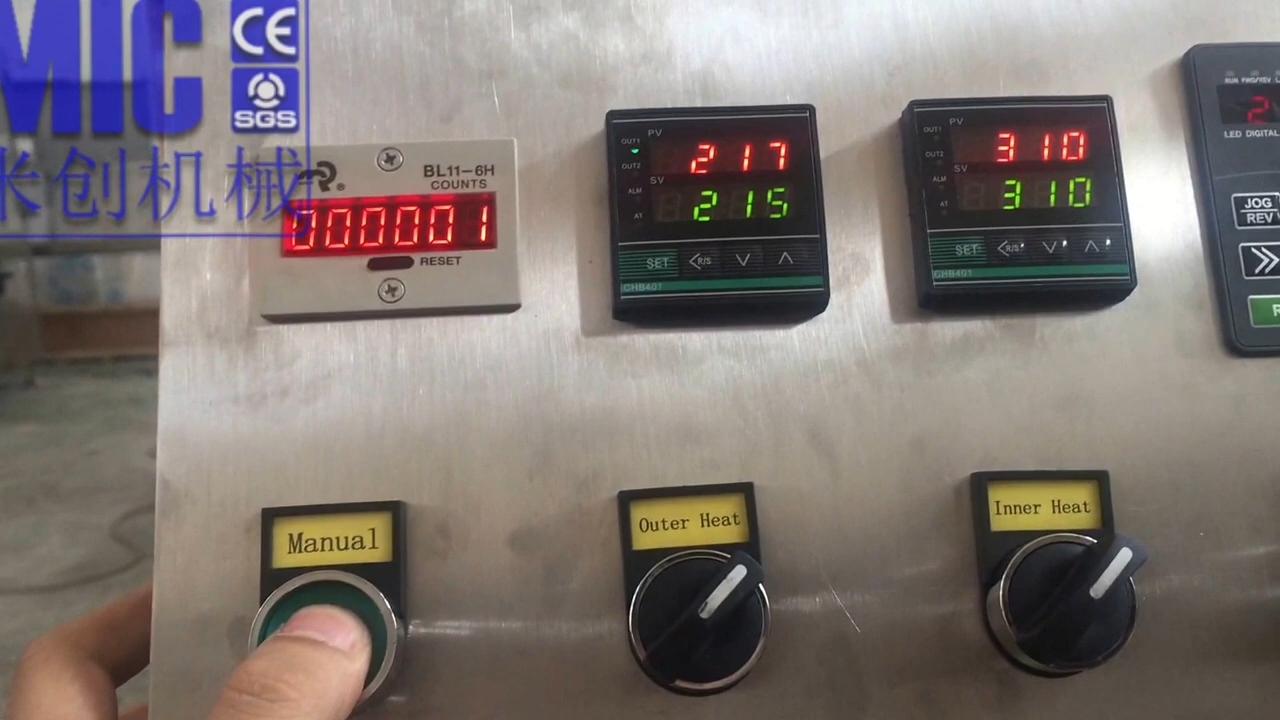 MIC
CE
SGS
米创机械
R®
BL11-6H
COUNTS
000001
RESET
PV
OUT1
OUT2
217
SV
ALM
AT
215
SET
R/S
CHB401
PV
OUT1
OUT2
310
SV
ALM
AT
310
SET
R/S
CHB401
RUN FWD/REV
2
LED DIGITAL
JOG
REV
R
Manual
Outer Heat
Inner Heat